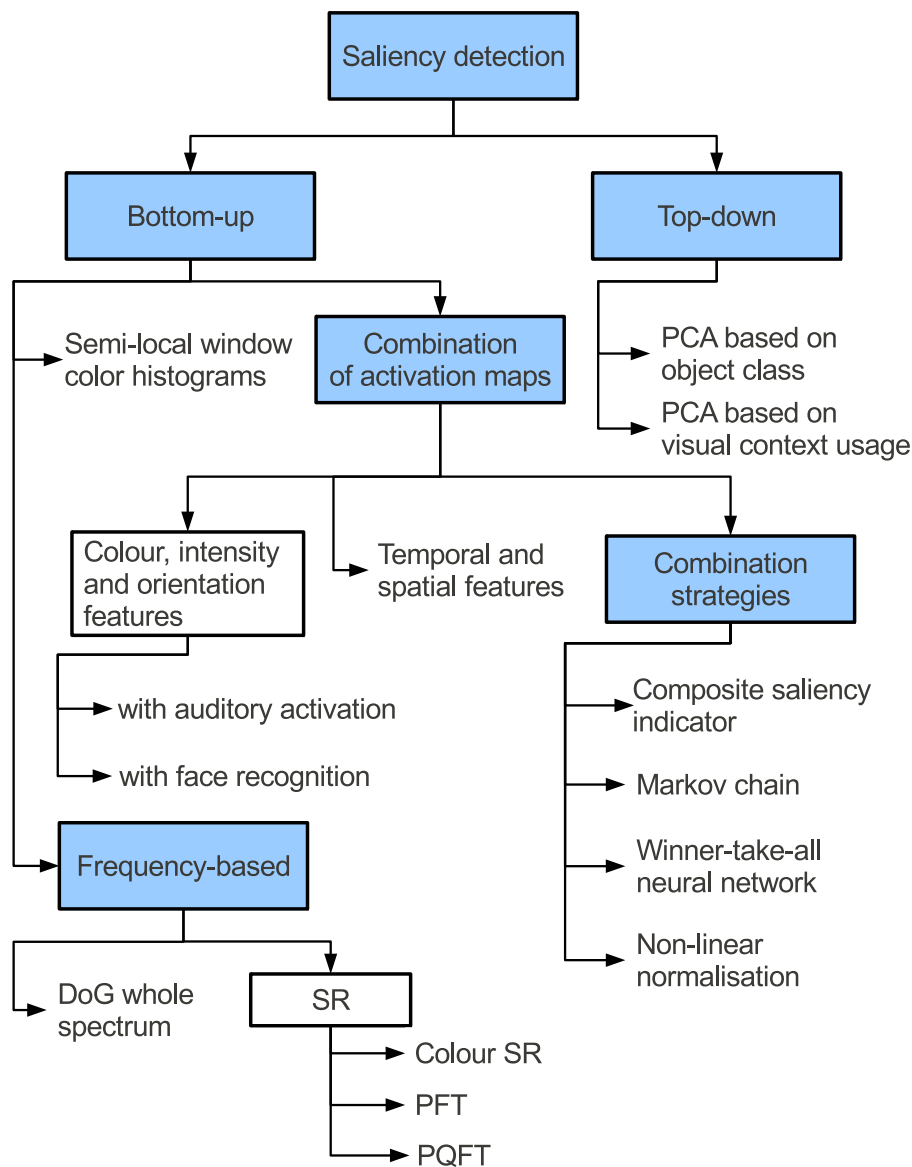 Saliency detection
Bottom-up
Top-down
Semi-local window
color histograms
Combination
of activation maps
PCA based on
object class
PCA based on
visual context usage
Colour, intensity
and orientation
features
Temporal and
spatial features
Combination
strategies
with auditory activation
with face recognition
Composite saliency
indicator
Markov chain
Winner-take-all
neural network
Non-linear
normalisation
Frequency-based
DoG whole
spectrum
SR
Colour SR
PFT
PQFT